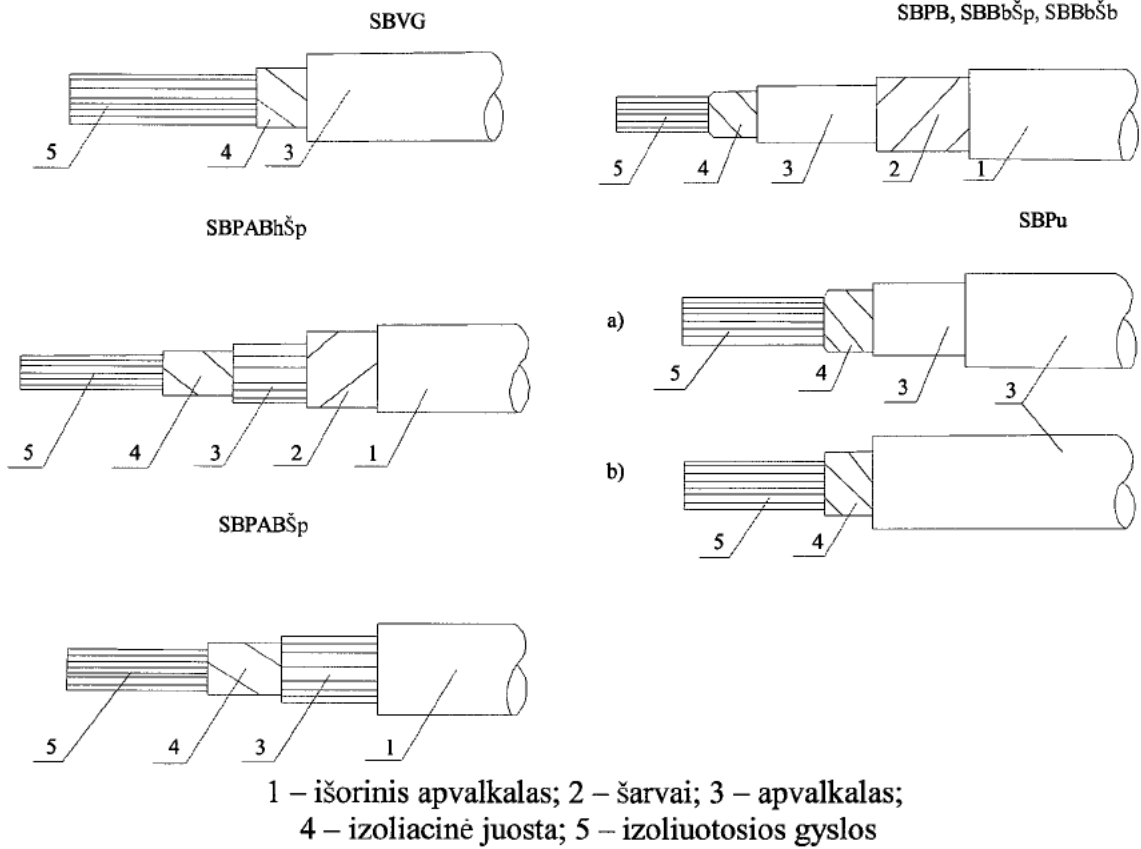 SBVG
5 4 3
SBPB, SBBbŠp, SBBbŠb
5 4 3 2 1
SBPABhŠp
5 4 3 2 1
SBPu
a)
5 4 3 3
b)
5 4
SBPABŠp
5 4 3 1
1 – išorinis apvalkalas; 2 – šarvai; 3 – apvalkalas;
4 – izoliacinė juosta; 5 – izoliuotosios gyslos